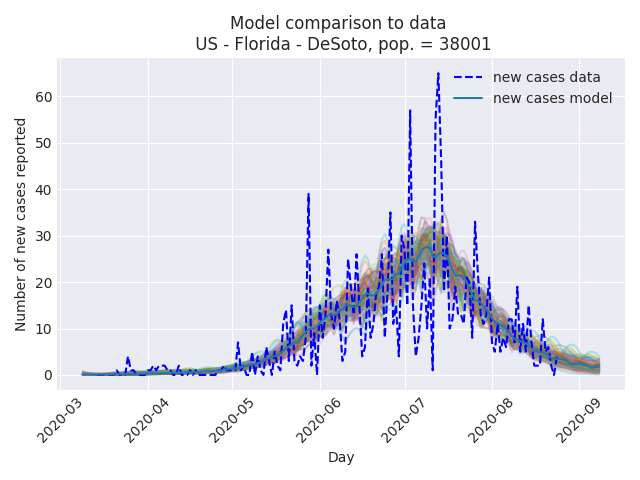 Model comparison to data
US - Florida - DeSoto, pop. = 38001
new cases data
new cases model
Number of new cases reported
60
50
40
30
20
10
0
2020-03
2020-04
2020-05
2020-06
2020-07
2020-08
2020-09
Day